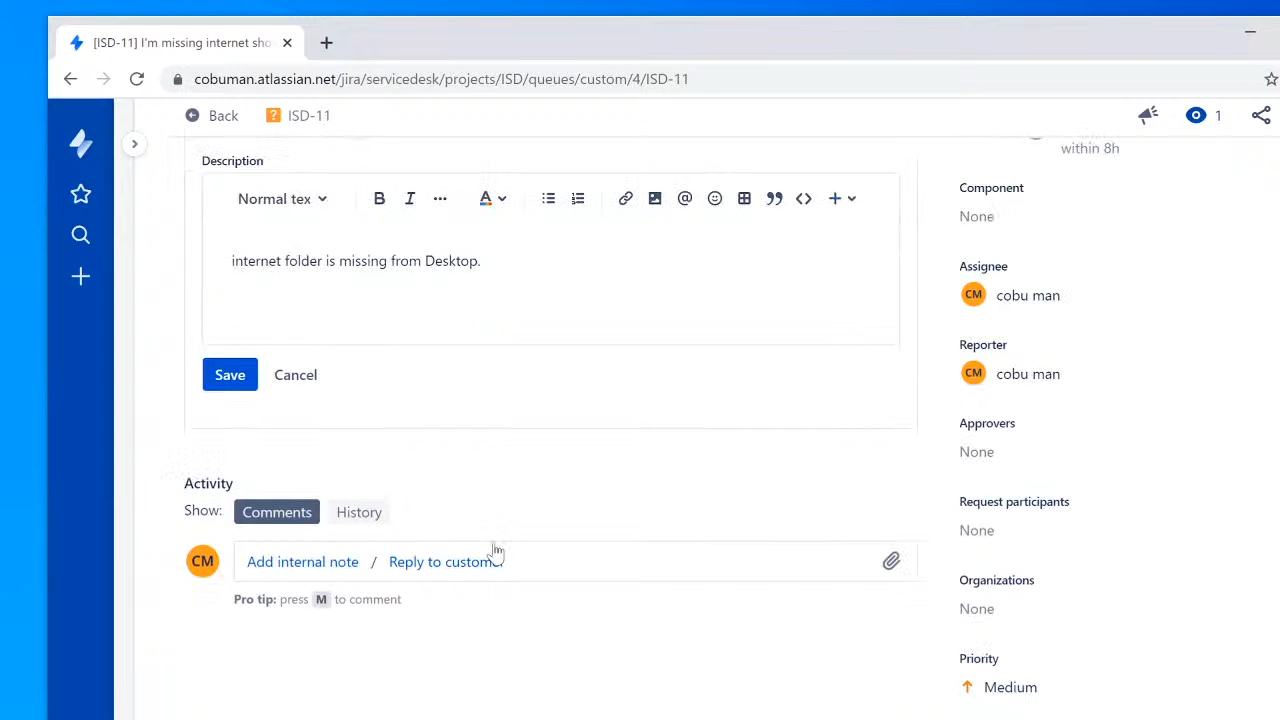 [ISD-11] I'm missing internet sho
cobuman.atlassian.net/jira/servicedesk/projects/ISD/queues/custom/4/ISD-11
Back
ISD-11
1
within 8h
Description
Normal tex
B I A @
internet folder is missing from Desktop.
Save
Cancel
Activity
Show:
Comments
History
CM
Add internal note / Reply to custome
Pro tip: press M to comment
Component
None
Assignee
CM cobu man
Reporter
CM cobu man
Approvers
None
Request participants
None
Organizations
None
Priority
Medium